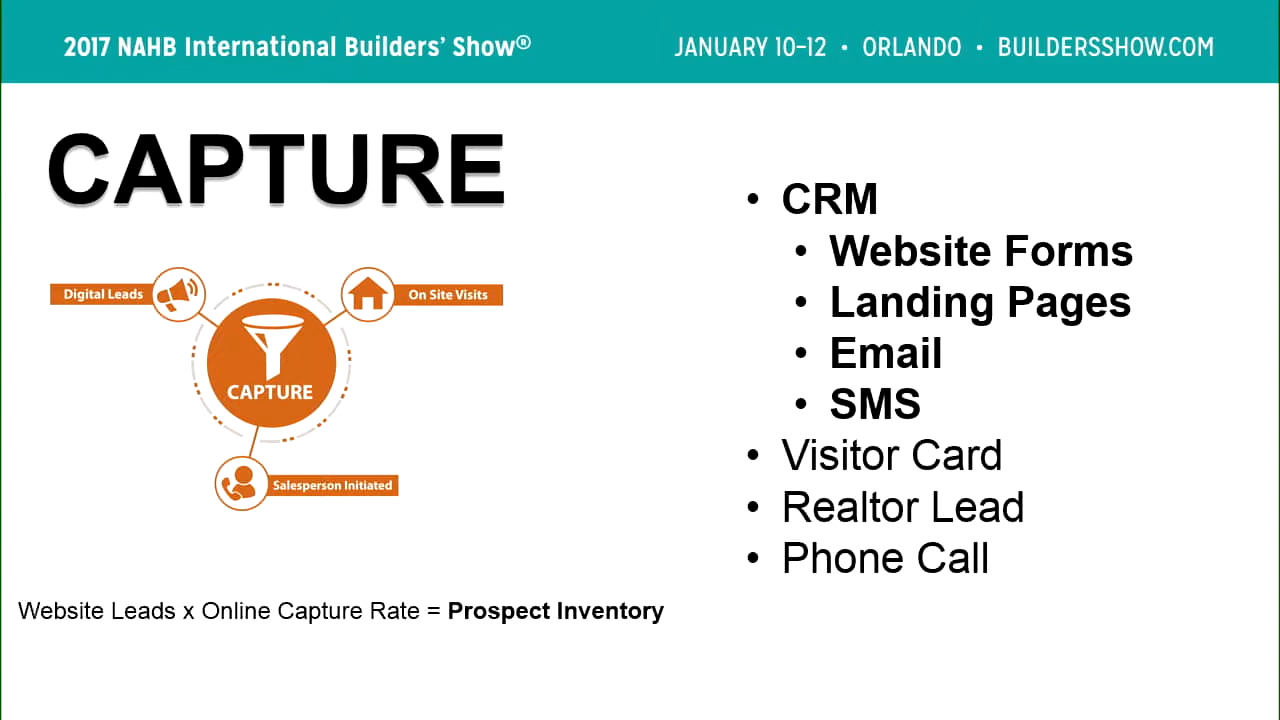 2017 NAHB International Builders' Show®
JANUARY 10–12 • ORLANDO • BUILDERSSHOW.COM
CAPTURE
Digital Leads
On Site Visits
CAPTURE
Salesperson Initiated
Website Leads x Online Capture Rate = Prospect Inventory
• CRM
• Website Forms
• Landing Pages
• Email
• SMS
• Visitor Card
• Realtor Lead
• Phone Call